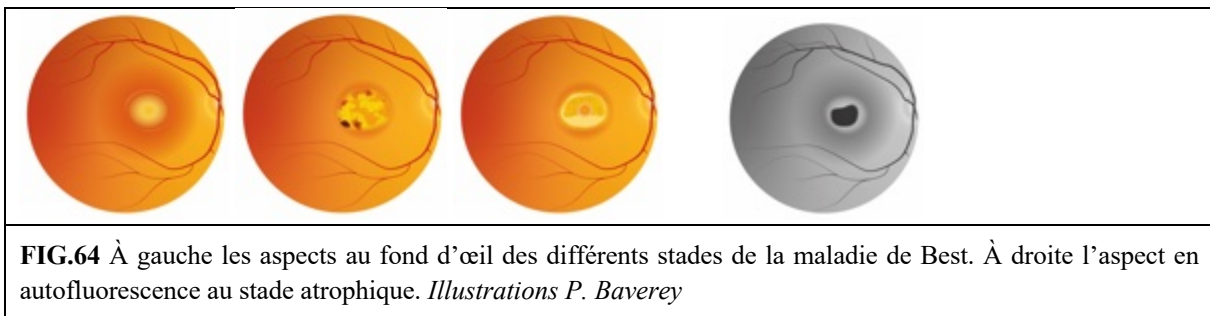 FIG.64 À gauche les aspects au fond d’œil des différents stades de la maladie de Best. À droite l’aspect en
autofluorescence au stade atrophique. Illustrations P. Baverey